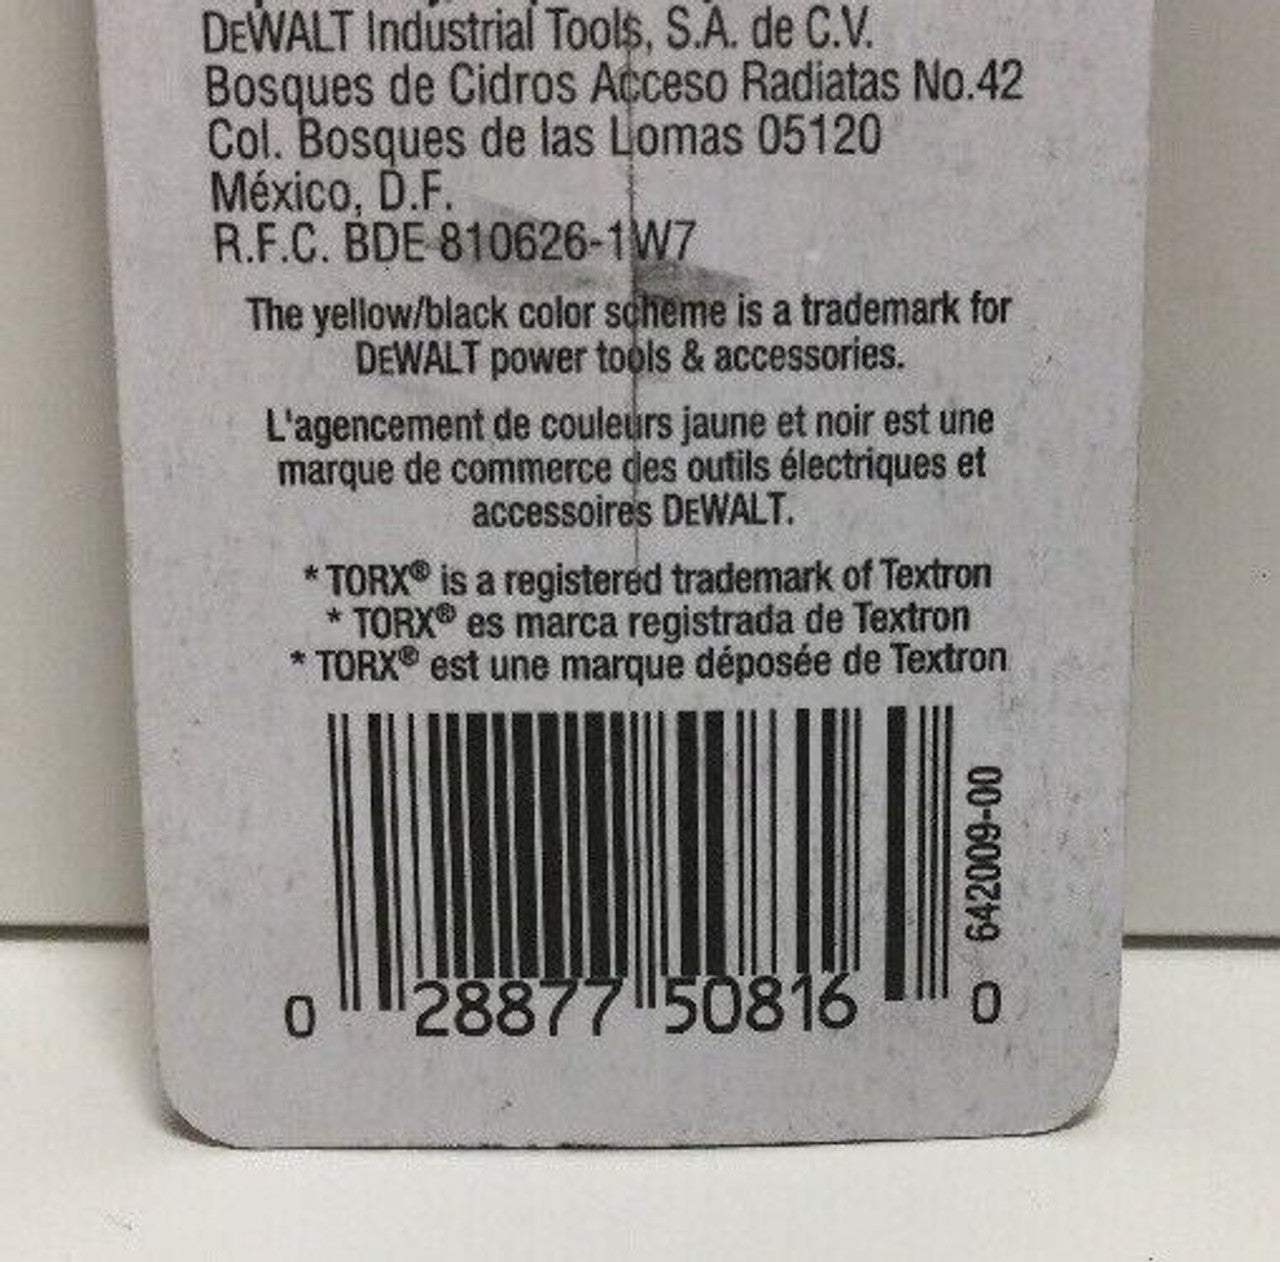 DEWALT Industrial Tools, S.A. de C.V.
Bosques de Cidros Acceso Radiatas No.42
Col. Bosques de las Lomas 05120
México, D.F.
R.F.C. BDE 810626-1W7
The yellow/black color scheme is a trademark for
DEWALT power tools & accessories.
L'agencement de couleurs jaune et noir est une
marque de commerce des outils électriques et
accessoires DEWALT.
* TORX® is a registered trademark of Textron
* TORX® es marca registrada de Textron
* TORX® est une marque déposée de Textron
642009-00
0 28877 50816 0